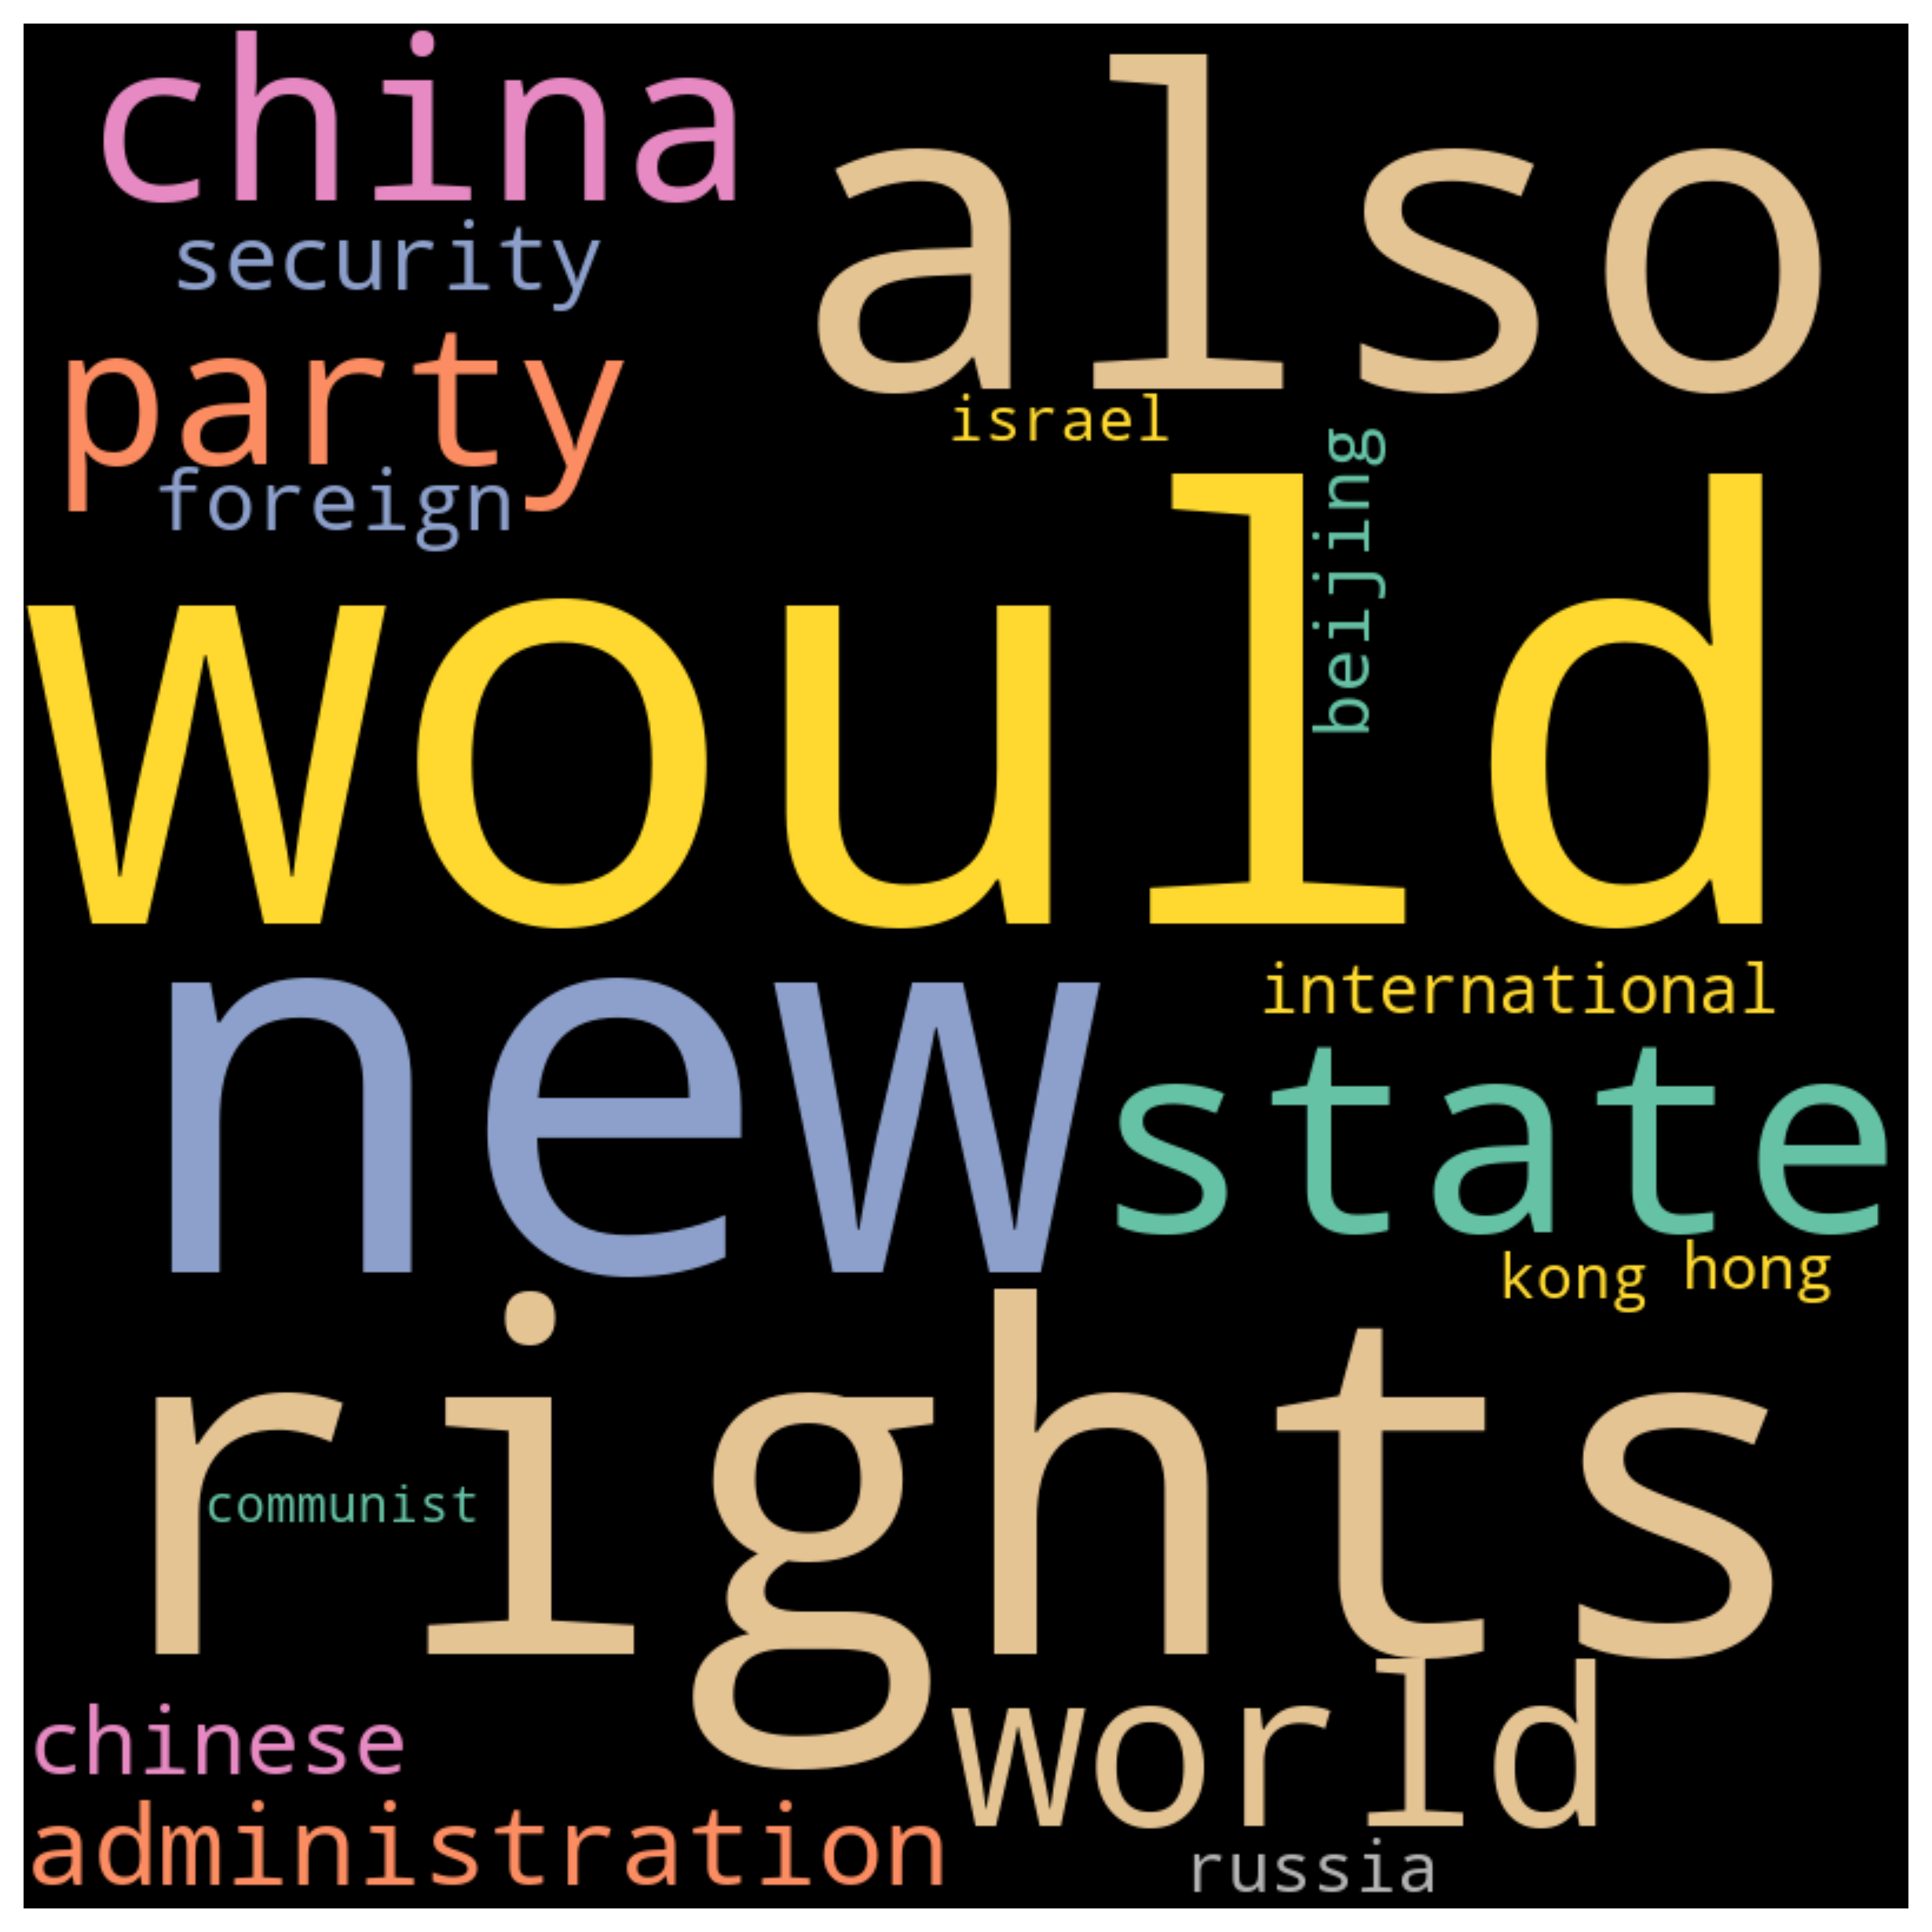 china
also
security
party
israel
foreign
beijing
would
new
international
state
kong
hong
rights
communist
chinese
world
administration
russia